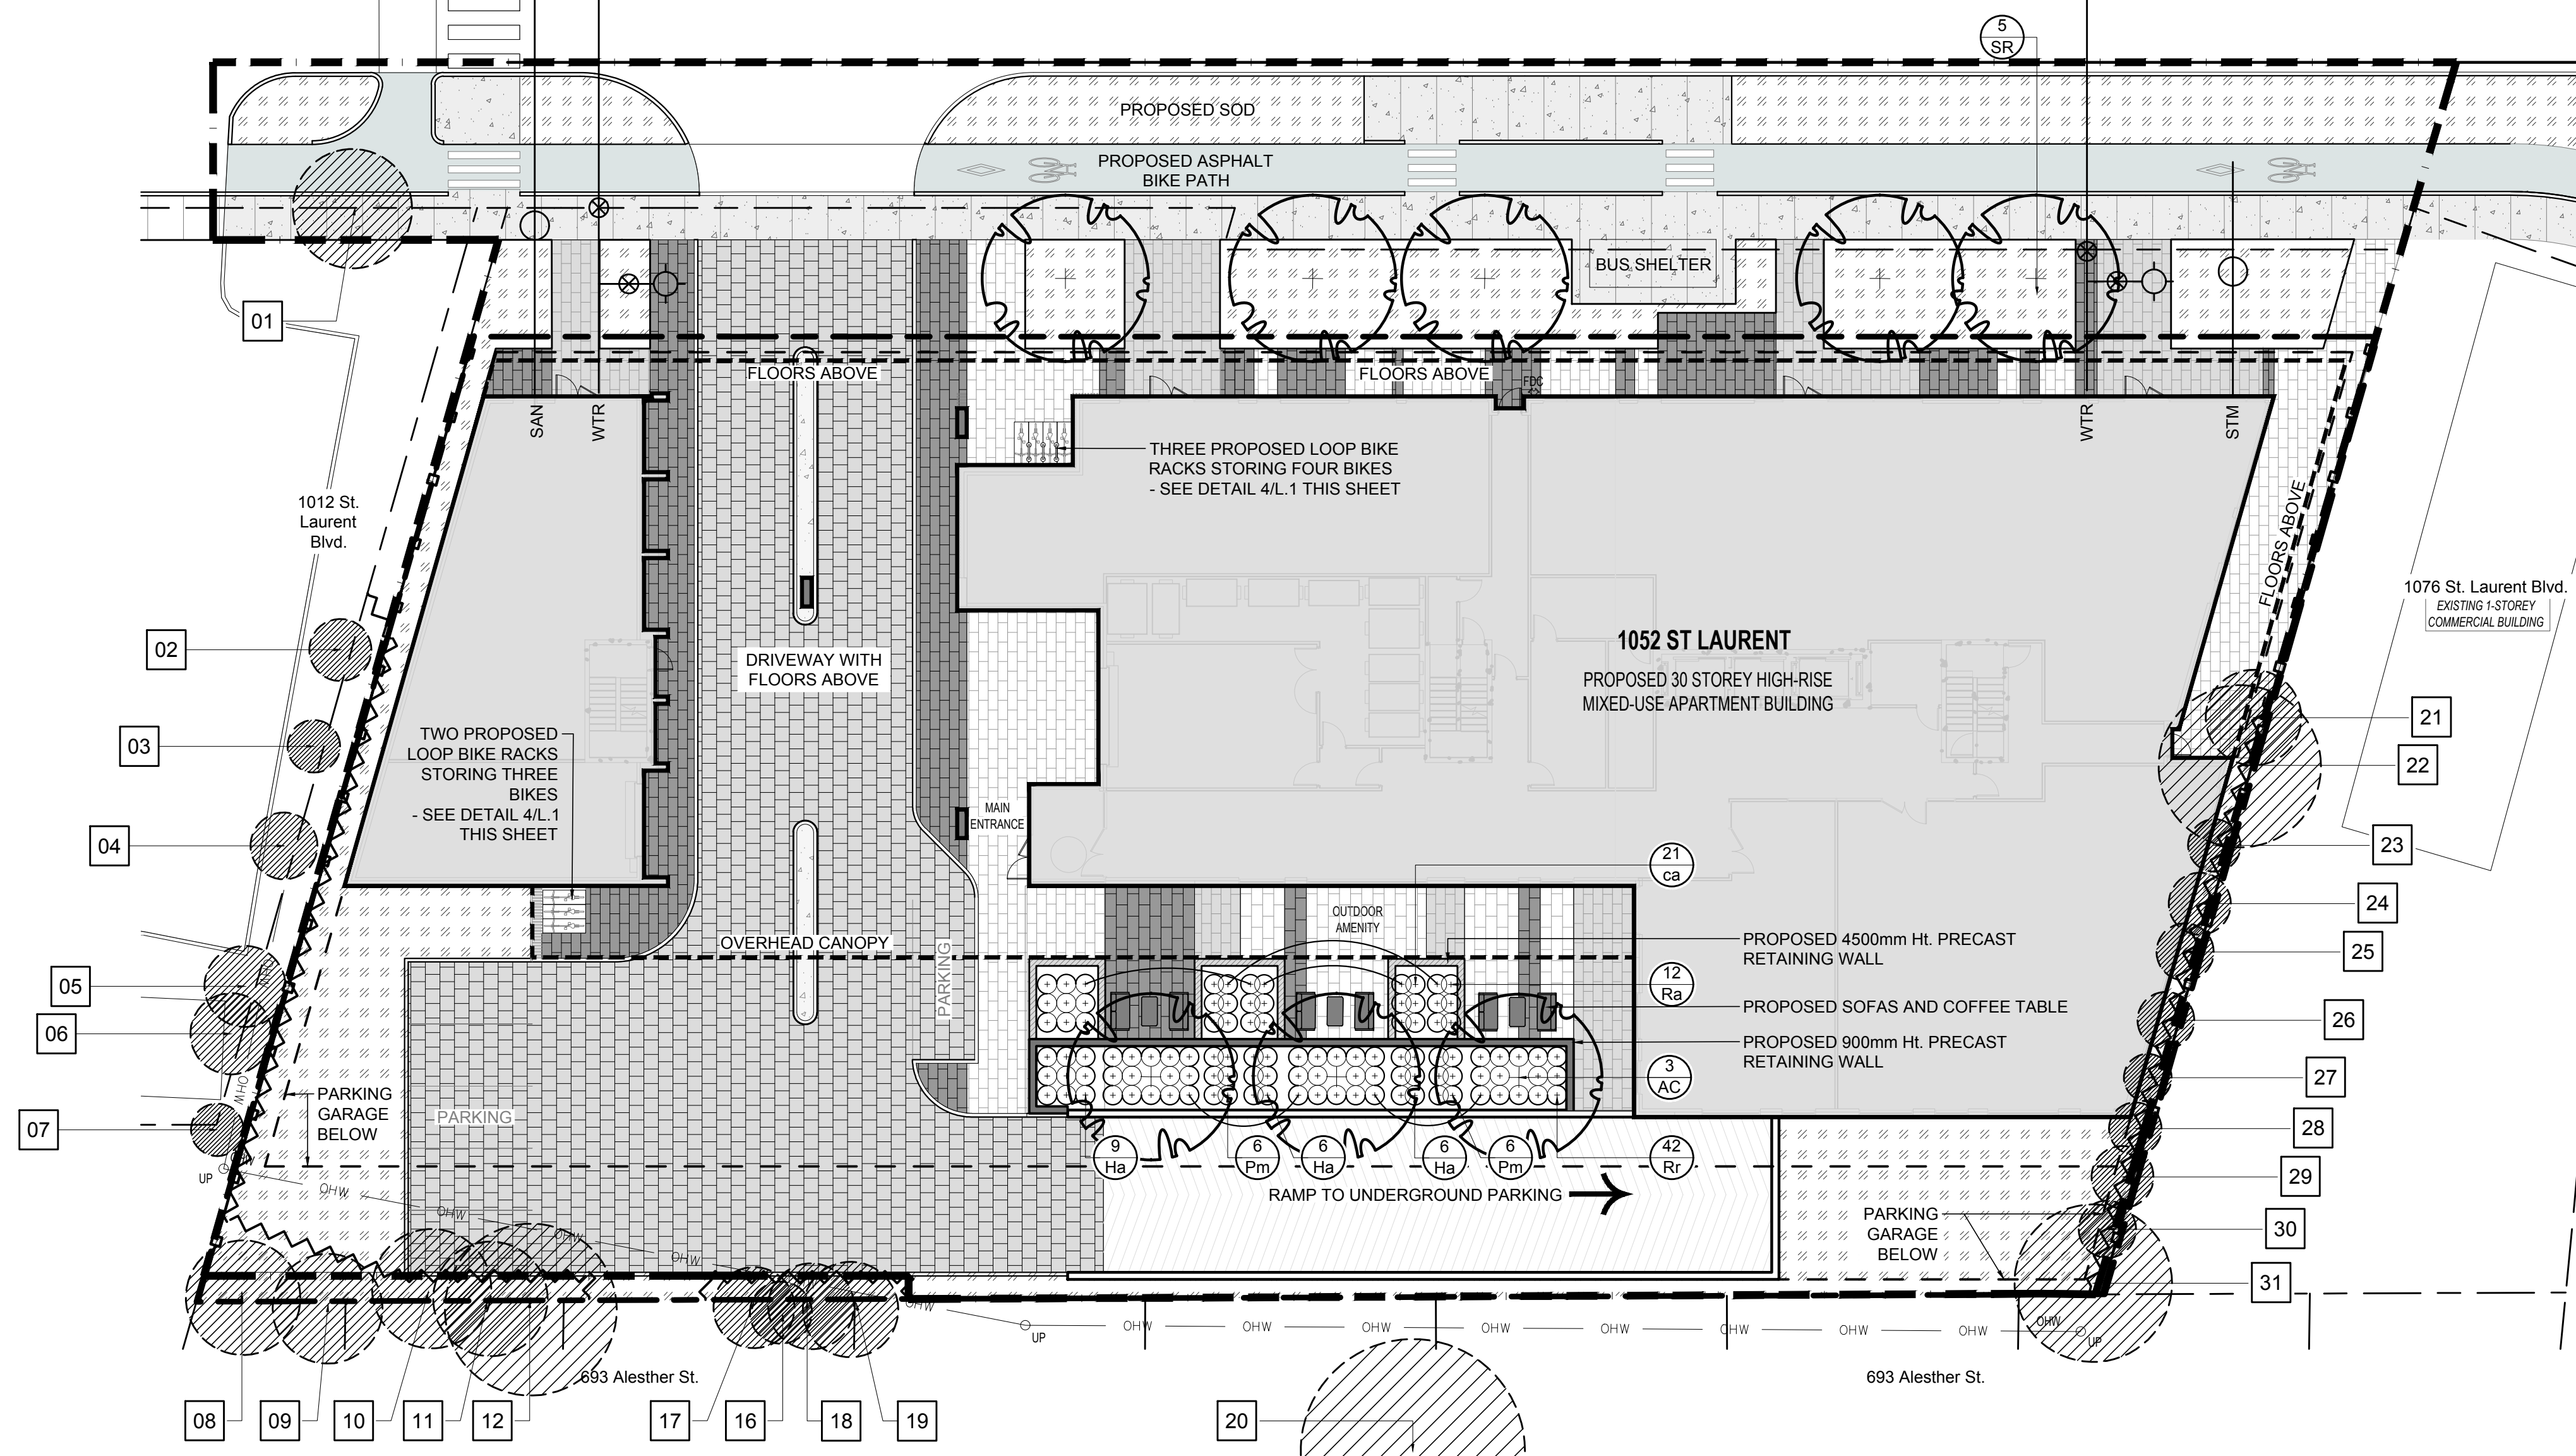 5
SR
PROPOSED SOD
PROPOSED ASPHALT
BIKE PATH
BUS SHELTER
01
FLOORS ABOVE
FLOORS ABOVE
FDC
SAN
WTR
WTR
STM
THREE PROPOSED LOOP BIKE
RACKS STORING FOUR BIKES
- SEE DETAIL 4/L.1 THIS SHEET
1012 St.
Laurent
Blvd.
FLOORS ABOVE
1076 St. Laurent Blvd.
EXISTING 1-STOREY
COMMERCIAL BUILDING
02
DRIVEWAY WITH
FLOORS ABOVE
1052 ST LAURENT
PROPOSED 30 STOREY HIGH-RISE
MIXED-USE APARTMENT BUILDING
03
TWO PROPOSED
LOOP BIKE RACKS
STORING THREE
BIKES
- SEE DETAIL 4/L.1
THIS SHEET
21
22
MAIN
ENTRANCE
04
23
21
ca
24
OUTDOOR
AMENITY
OVERHEAD CANOPY
PARKING
PROPOSED 4500mm Ht. PRECAST
RETAINING WALL
25
05
OHW
12
Ra
PROPOSED SOFAS AND COFFEE TABLE
26
06
PROPOSED 900mm Ht. PRECAST
RETAINING WALL
OHW
3
AC
27
PARKING
GARAGE
BELOW
PARKING
07
28
9
Ha
6
Pm
6
Ha
6
Ha
6
Pm
42
Rr
UP
OHW
29
RAMP TO UNDERGROUND PARKING
OHW
PARKING
GARAGE
BELOW
30
OHW
OHW
31
OHW
UP
OHW
OHW
OHW
OHW
OHW
OHW
OHW
OHW
OHW
UP
693 Alesther St.
693 Alesther St.
08
09
10
11
12
17
16
18
19
20